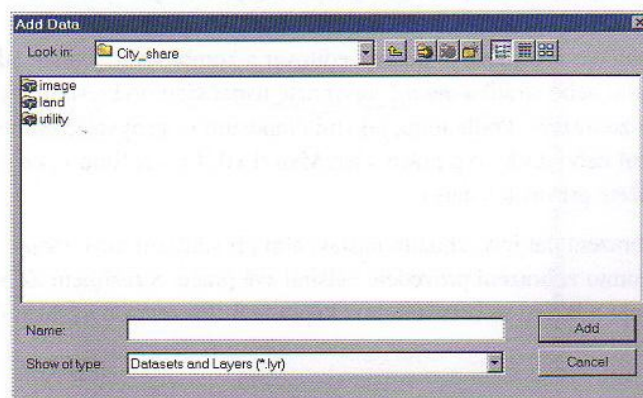 Add Data
Look in: City_share
image
land
utility
Name: Add
Show of type: Datasets and Layers (*.lyr) Cancel